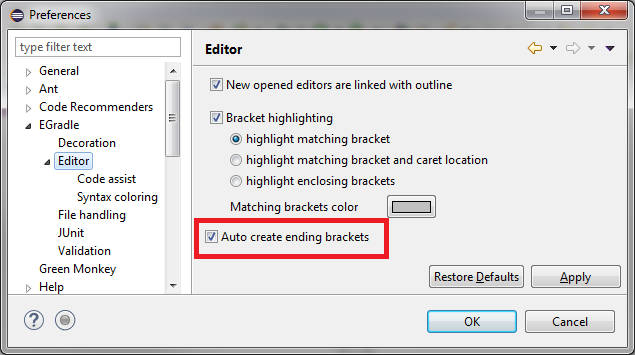 Preferences
type filter text
General
Ant
Code Recommenders
EGradle
Decoration
Editor
Code assist
Syntax coloring
File handling
JUnit
Validation
Green Monkey
Help
Editor
New opened editors are linked with outline
Bracket highlighting
highlight matching bracket
highlight matching bracket and caret location
highlight enclosing brackets
Matching brackets color
Auto create ending brackets
Restore Defaults
Apply
OK
Cancel